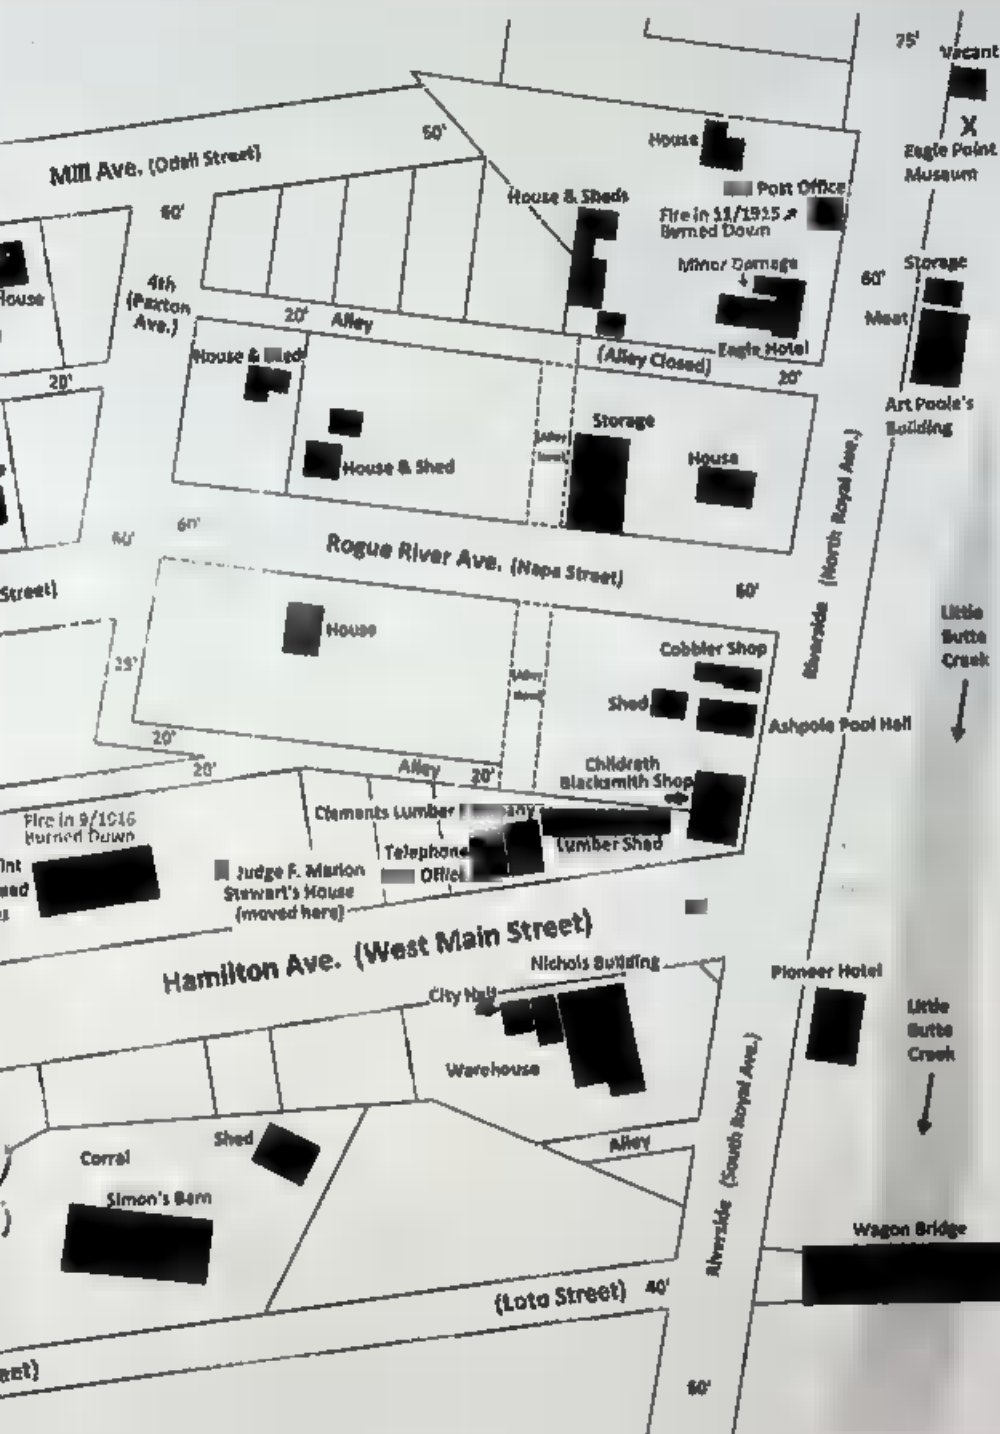 75'
Vacant
X
Eagle Point
Museum
50'
Mill Ave. (Odell Street)
House
Post Office
Fire in 11/1915
Burned Down
House & Sheds
60'
Minor Damage
Storage
60'
4th
(Paxton
Ave.)
House
Meat
20'
Alley
Eagle Hotel
(Alley Closed)
20'
House & Shed
20'
Art Poole's
Building
Storage
House
House & Shed
60'
60'
Rogue River Ave. (Napa Street)
Riverside (North Royal Ave.)
60'
Street)
Little
Butte
Creek
House
Cobbler Shop
Shed
Ashpole Pool Hall
20'
20'
Alley
20'
Childreth
Blacksmith Shop
Fire in 9/1916
Burned Down
Clements Lumber
Lumber Shed
Telephone
Office
Judge F. Marion
Stewart's House
(moved here)
Hamilton Ave. (West Main Street)
Nichols Building
City Hall
Pioneer Hotel
Little
Butte
Creek
Warehouse
Riverside (South Royal Ave.)
Shed
Alley
Corral
Simon's Barn
Wagon Bridge
(Loto Street)
40'
60'